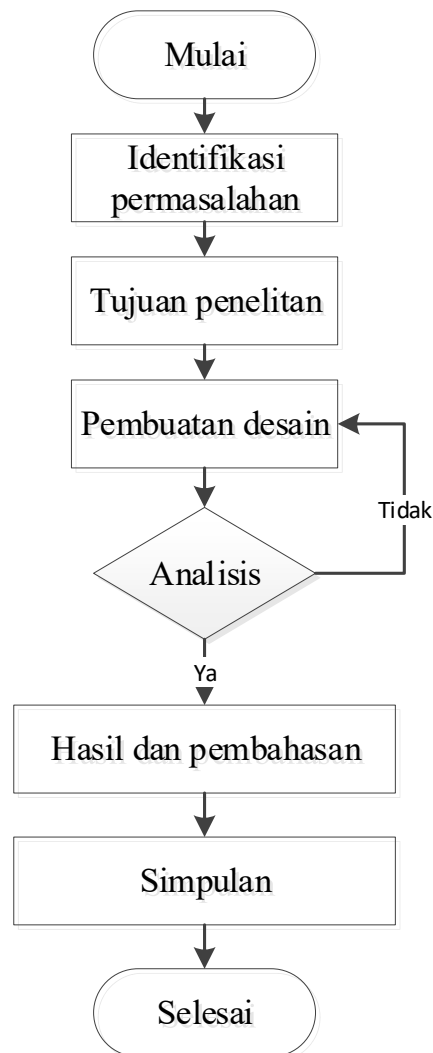 Mulai
Identifikasi
permasalahan
Tujuan penelitan
Pembuatan desain
Tidak
Analisis
Ya
Hasil dan pembahasan
Simpulan
Selesai